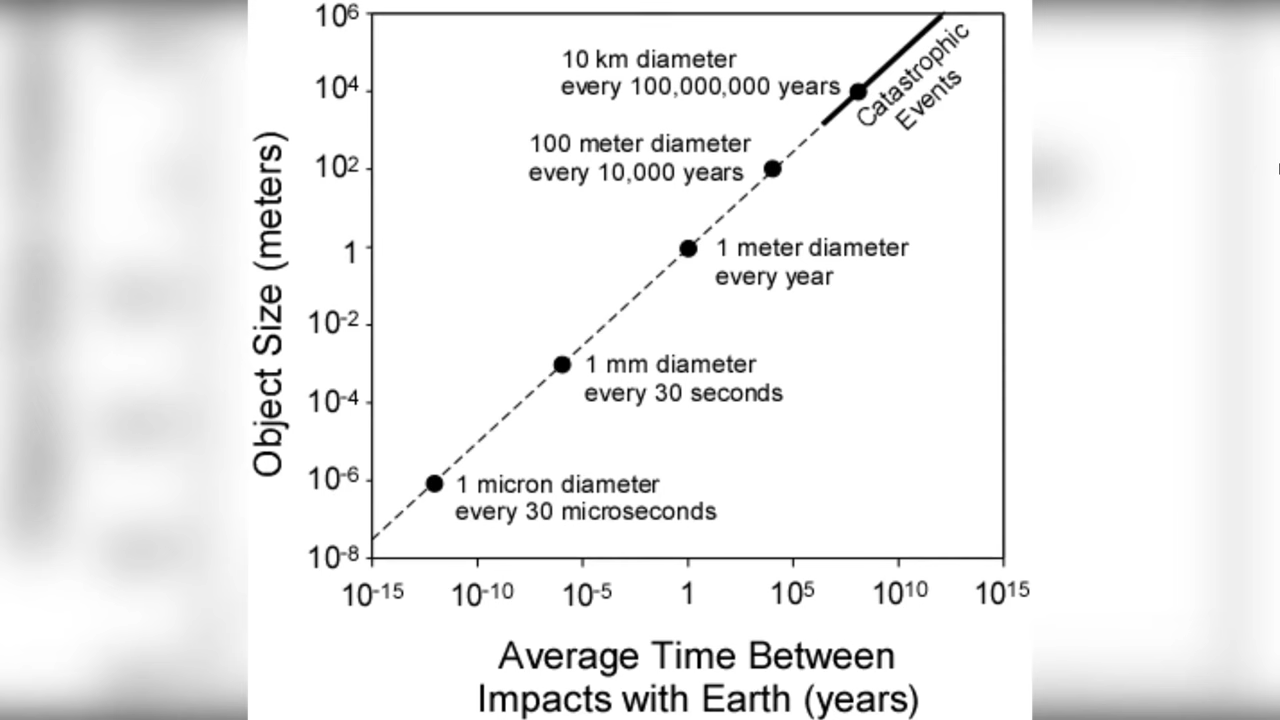 10⁶
10 km diameter
every 100,000,000 years
Catastrophic
Events
10⁴
100 meter diameter
every 10,000 years
10²
1 meter diameter
every year
1
10⁻²
1 mm diameter
every 30 seconds
10⁻⁴
10⁻⁶
1 micron diameter
every 30 microseconds
10⁻⁸
Object Size (meters)
10⁻¹⁵ 10⁻¹⁰ 10⁻⁵ 1 10⁵ 10¹⁰ 10¹⁵
Average Time Between
Impacts with Earth (years)